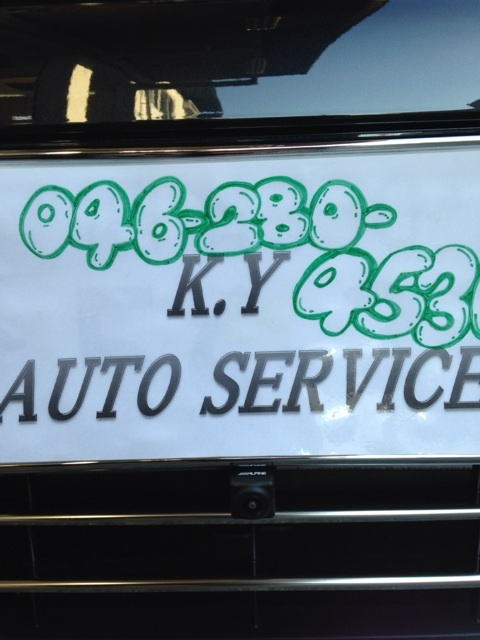 046-280-
453
K.Y
AUTO SERVICE
ALPINE